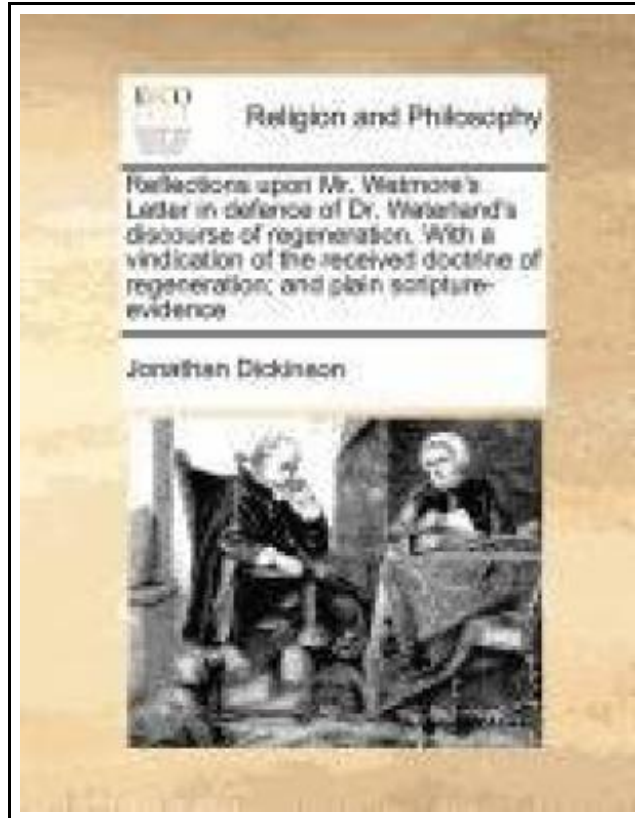 ECCO
Religion and Philosophy
Reflections upon Mr. Wetmore's
Letter in defence of Dr. Waterland's
discourse of regeneration. With a
vindication of the received doctrine of
regeneration; and plain scripture-
evidence
Jonathan Dickinson